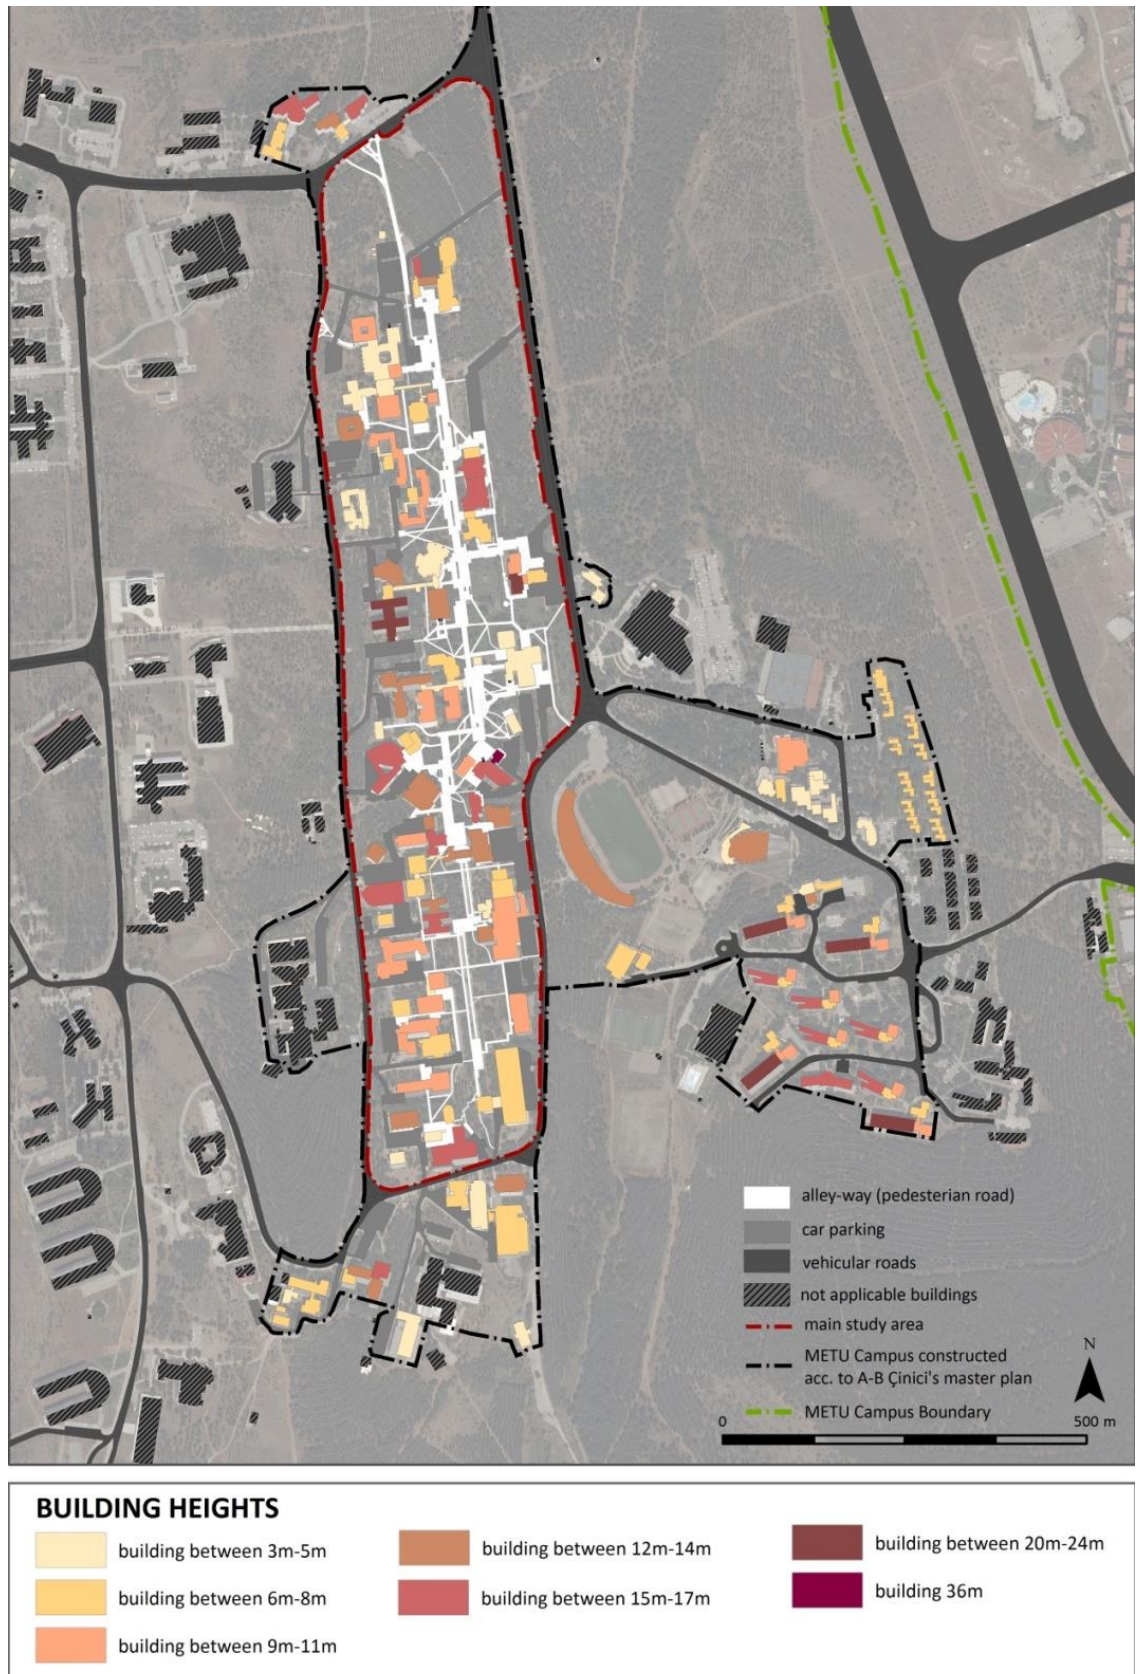 alley-way (pedesterian road)
car parking
vehicular roads
not applicable buildings
main study area
METU Campus constructed
acc. to A-B Çinici's master plan
METU Campus Boundary
N
0
500 m
BUILDING HEIGHTS
building between 3m-5m
building between 6m-8m
building between 9m-11m
building between 12m-14m
building between 15m-17m
building between 20m-24m
building 36m